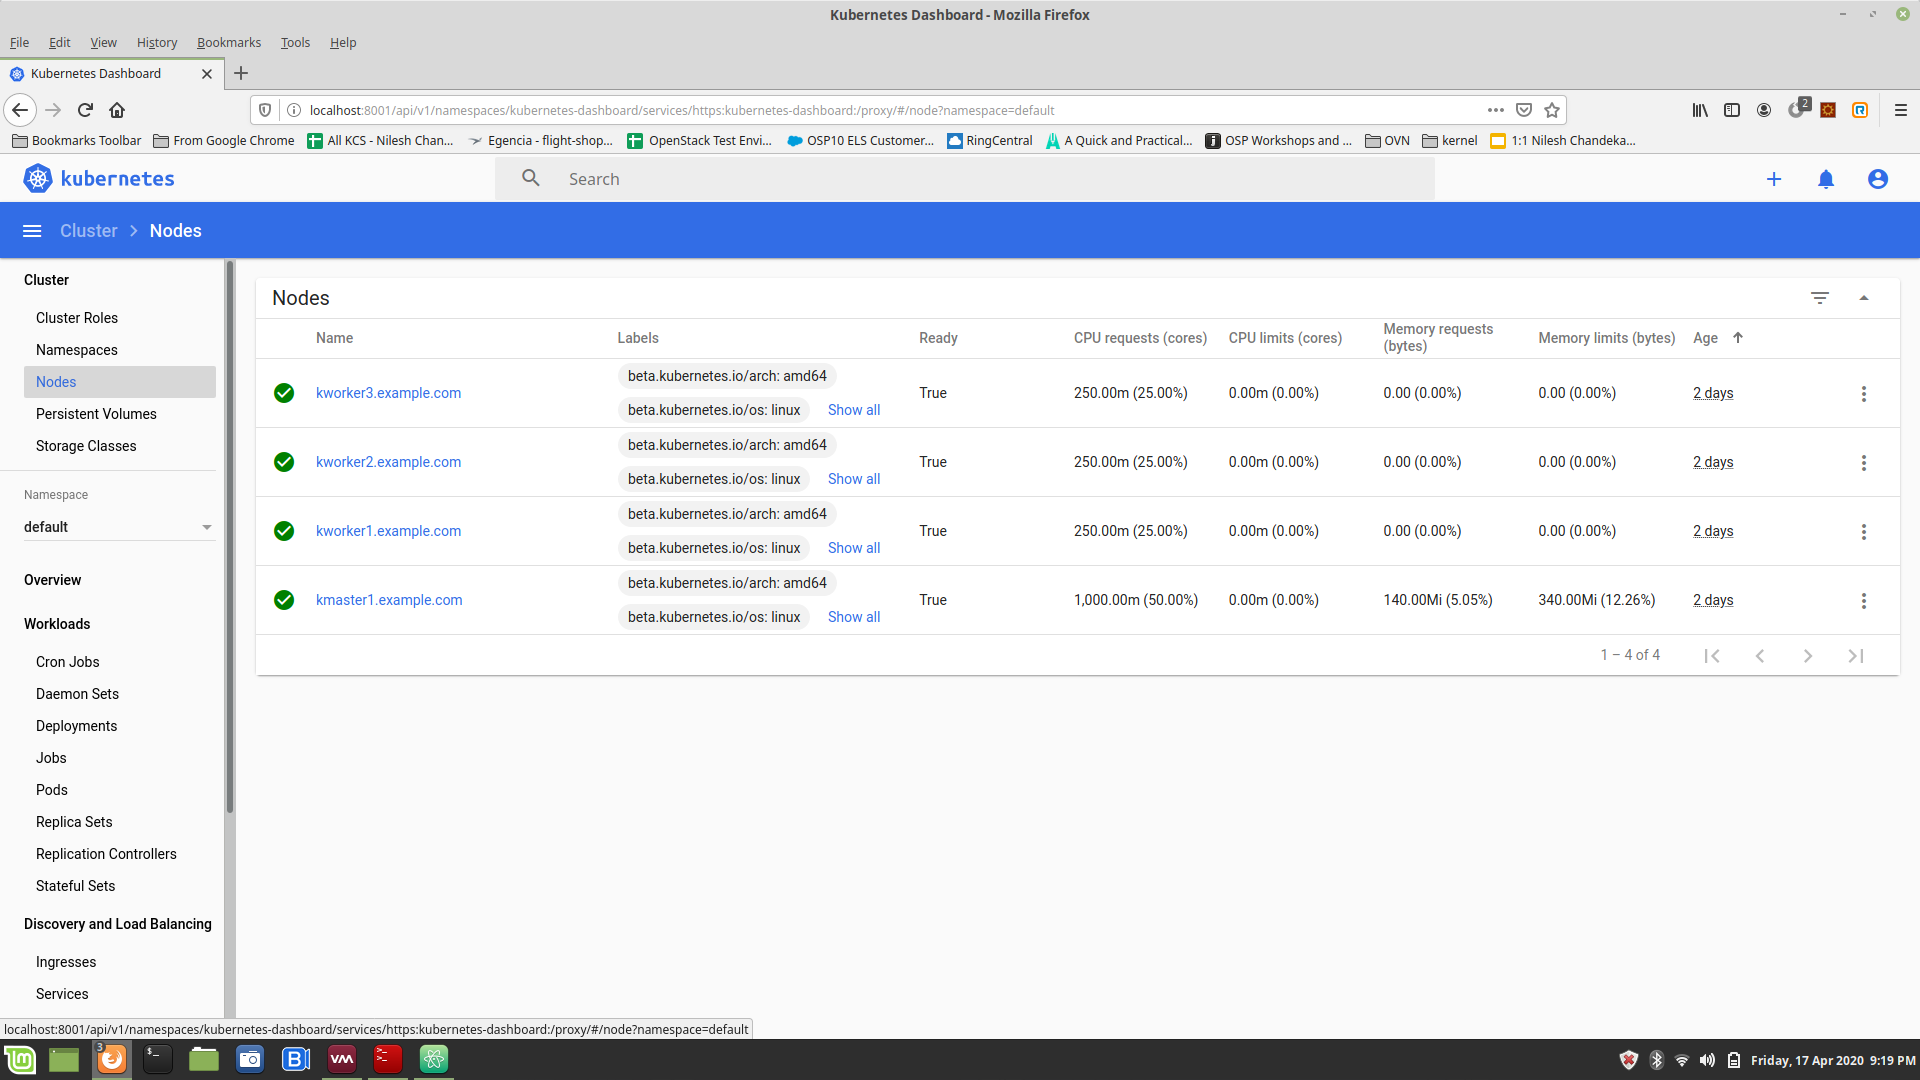 Kubernetes Dashboard - Mozilla Firefox
File Edit View History Bookmarks Tools Help
Kubernetes Dashboard
localhost:8001/api/v1/namespaces/kubernetes-dashboard/services/https:kubernetes-dashboard:/proxy/#/node?namespace=default
2
Bookmarks Toolbar From Google Chrome All KCS - Nilesh Chan... Egencia - flight-shop... OpenStack Test Envi... OSP10 ELS Customer... RingCentral A Quick and Practical... OSP Workshops and ... OVN kernel 1:1 Nilesh Chandeka...
kubernetes
Search
Cluster > Nodes
Cluster
Cluster Roles
Namespaces
Nodes
Persistent Volumes
Storage Classes
Namespace
default
Overview
Workloads
Cron Jobs
Daemon Sets
Deployments
Jobs
Pods
Replica Sets
Replication Controllers
Stateful Sets
Discovery and Load Balancing
Ingresses
Services
Nodes
Name Labels Ready CPU requests (cores) CPU limits (cores) Memory requests (bytes) Memory limits (bytes) Age
beta.kubernetes.io/arch: amd64
kworker3.example.com True 250.00m (25.00%) 0.00m (0.00%) 0.00 (0.00%) 0.00 (0.00%) 2 days
beta.kubernetes.io/os: linux Show all
beta.kubernetes.io/arch: amd64
kworker2.example.com True 250.00m (25.00%) 0.00m (0.00%) 0.00 (0.00%) 0.00 (0.00%) 2 days
beta.kubernetes.io/os: linux Show all
beta.kubernetes.io/arch: amd64
kworker1.example.com True 250.00m (25.00%) 0.00m (0.00%) 0.00 (0.00%) 0.00 (0.00%) 2 days
beta.kubernetes.io/os: linux Show all
beta.kubernetes.io/arch: amd64
kmaster1.example.com True 1,000.00m (50.00%) 0.00m (0.00%) 140.00Mi (5.05%) 340.00Mi (12.26%) 2 days
beta.kubernetes.io/os: linux Show all
1 – 4 of 4
localhost:8001/api/v1/namespaces/kubernetes-dashboard/services/https:kubernetes-dashboard:/proxy/#/node?namespace=default
3
Friday, 17 Apr 2020 9:19 PM